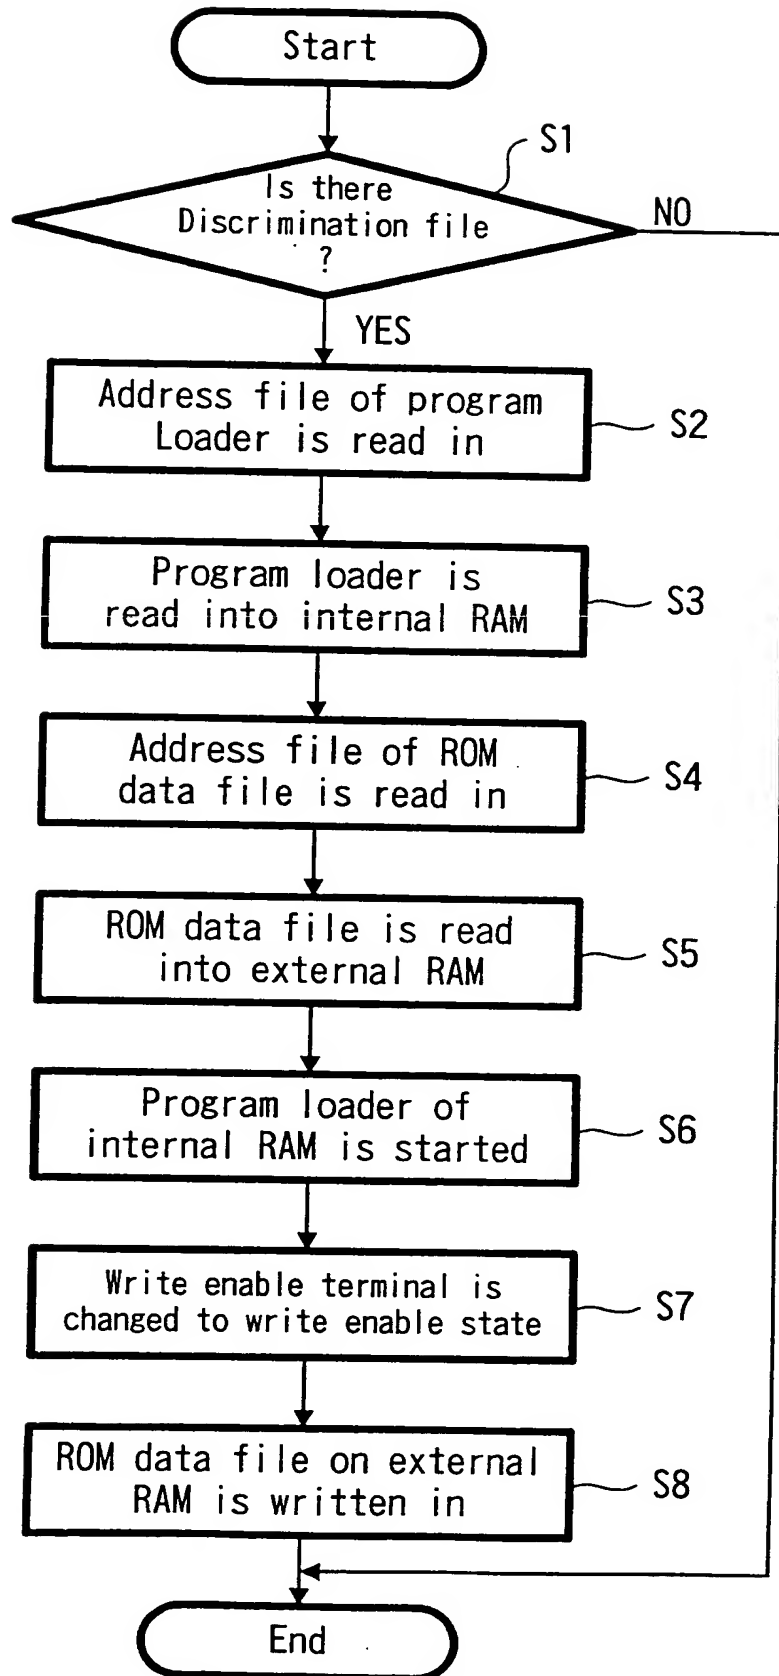 Start
S1
Is there
Discrimination file
?
NO
YES
Address file of program
Loader is read in
S2
Program loader is
read into internal RAM
S3
Address file of ROM
data file is read in
S4
ROM data file is read
into external RAM
S5
Program loader of
internal RAM is started
S6
Write enable terminal is
changed to write enable state
S7
ROM data file on external
RAM is written in
S8
End